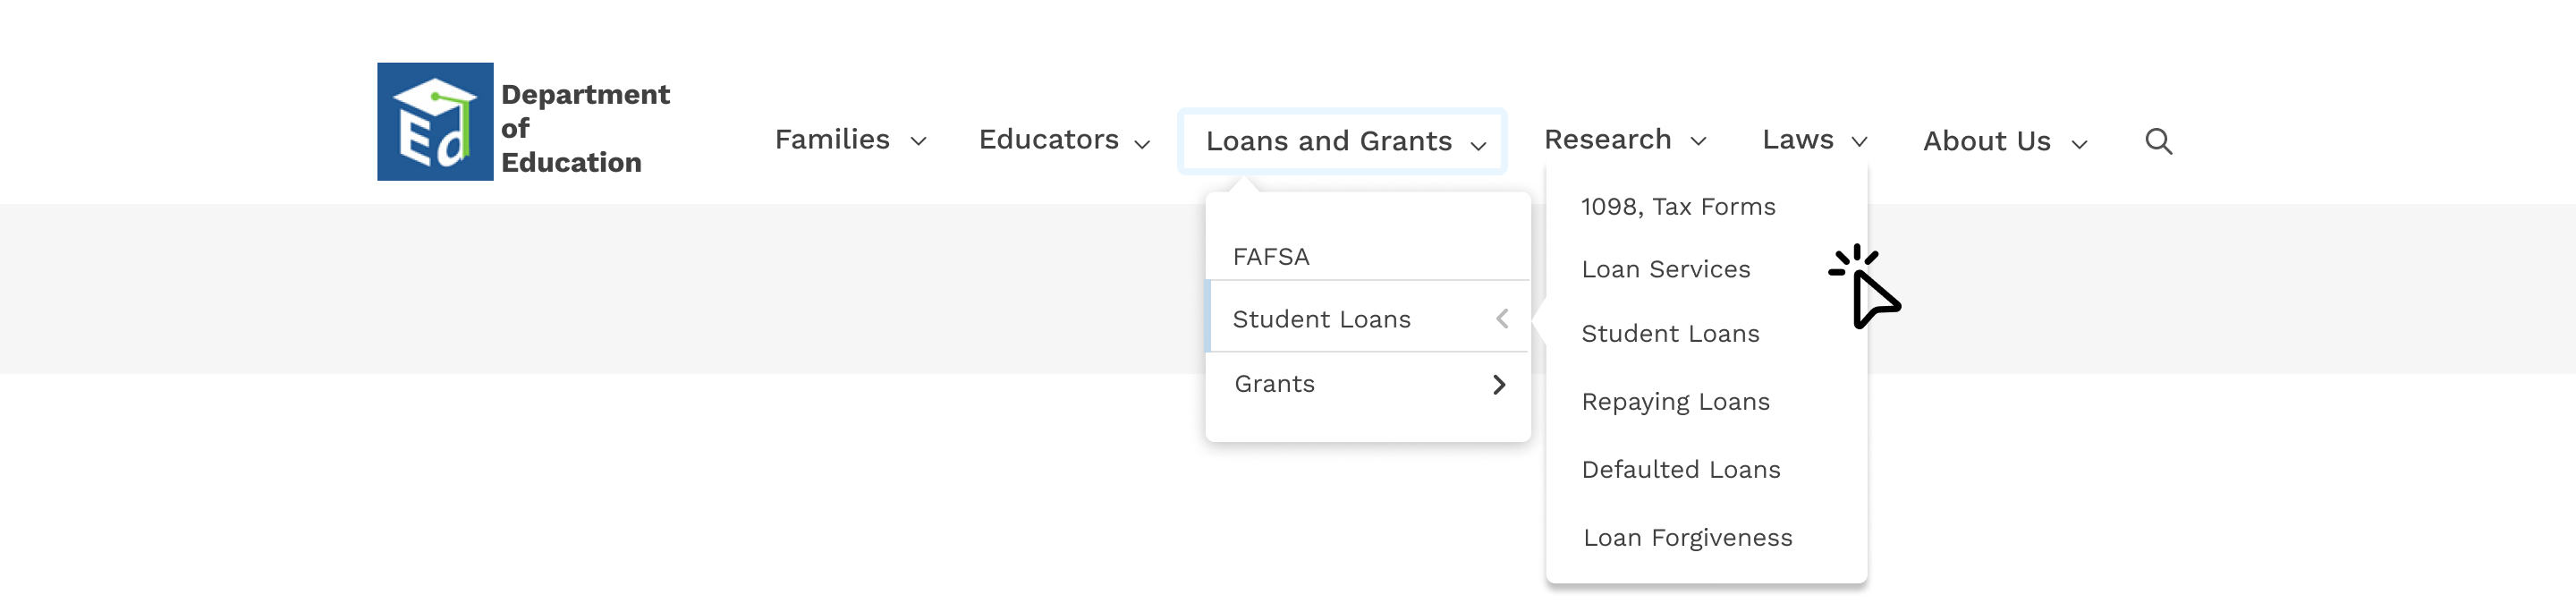 Ed
Department
of
Education
Families
Educators
Loans and Grants
Research
Laws
About Us
FAFSA
Student Loans
Grants
1098, Tax Forms
Loan Services
Student Loans
Repaying Loans
Defaulted Loans
Loan Forgiveness